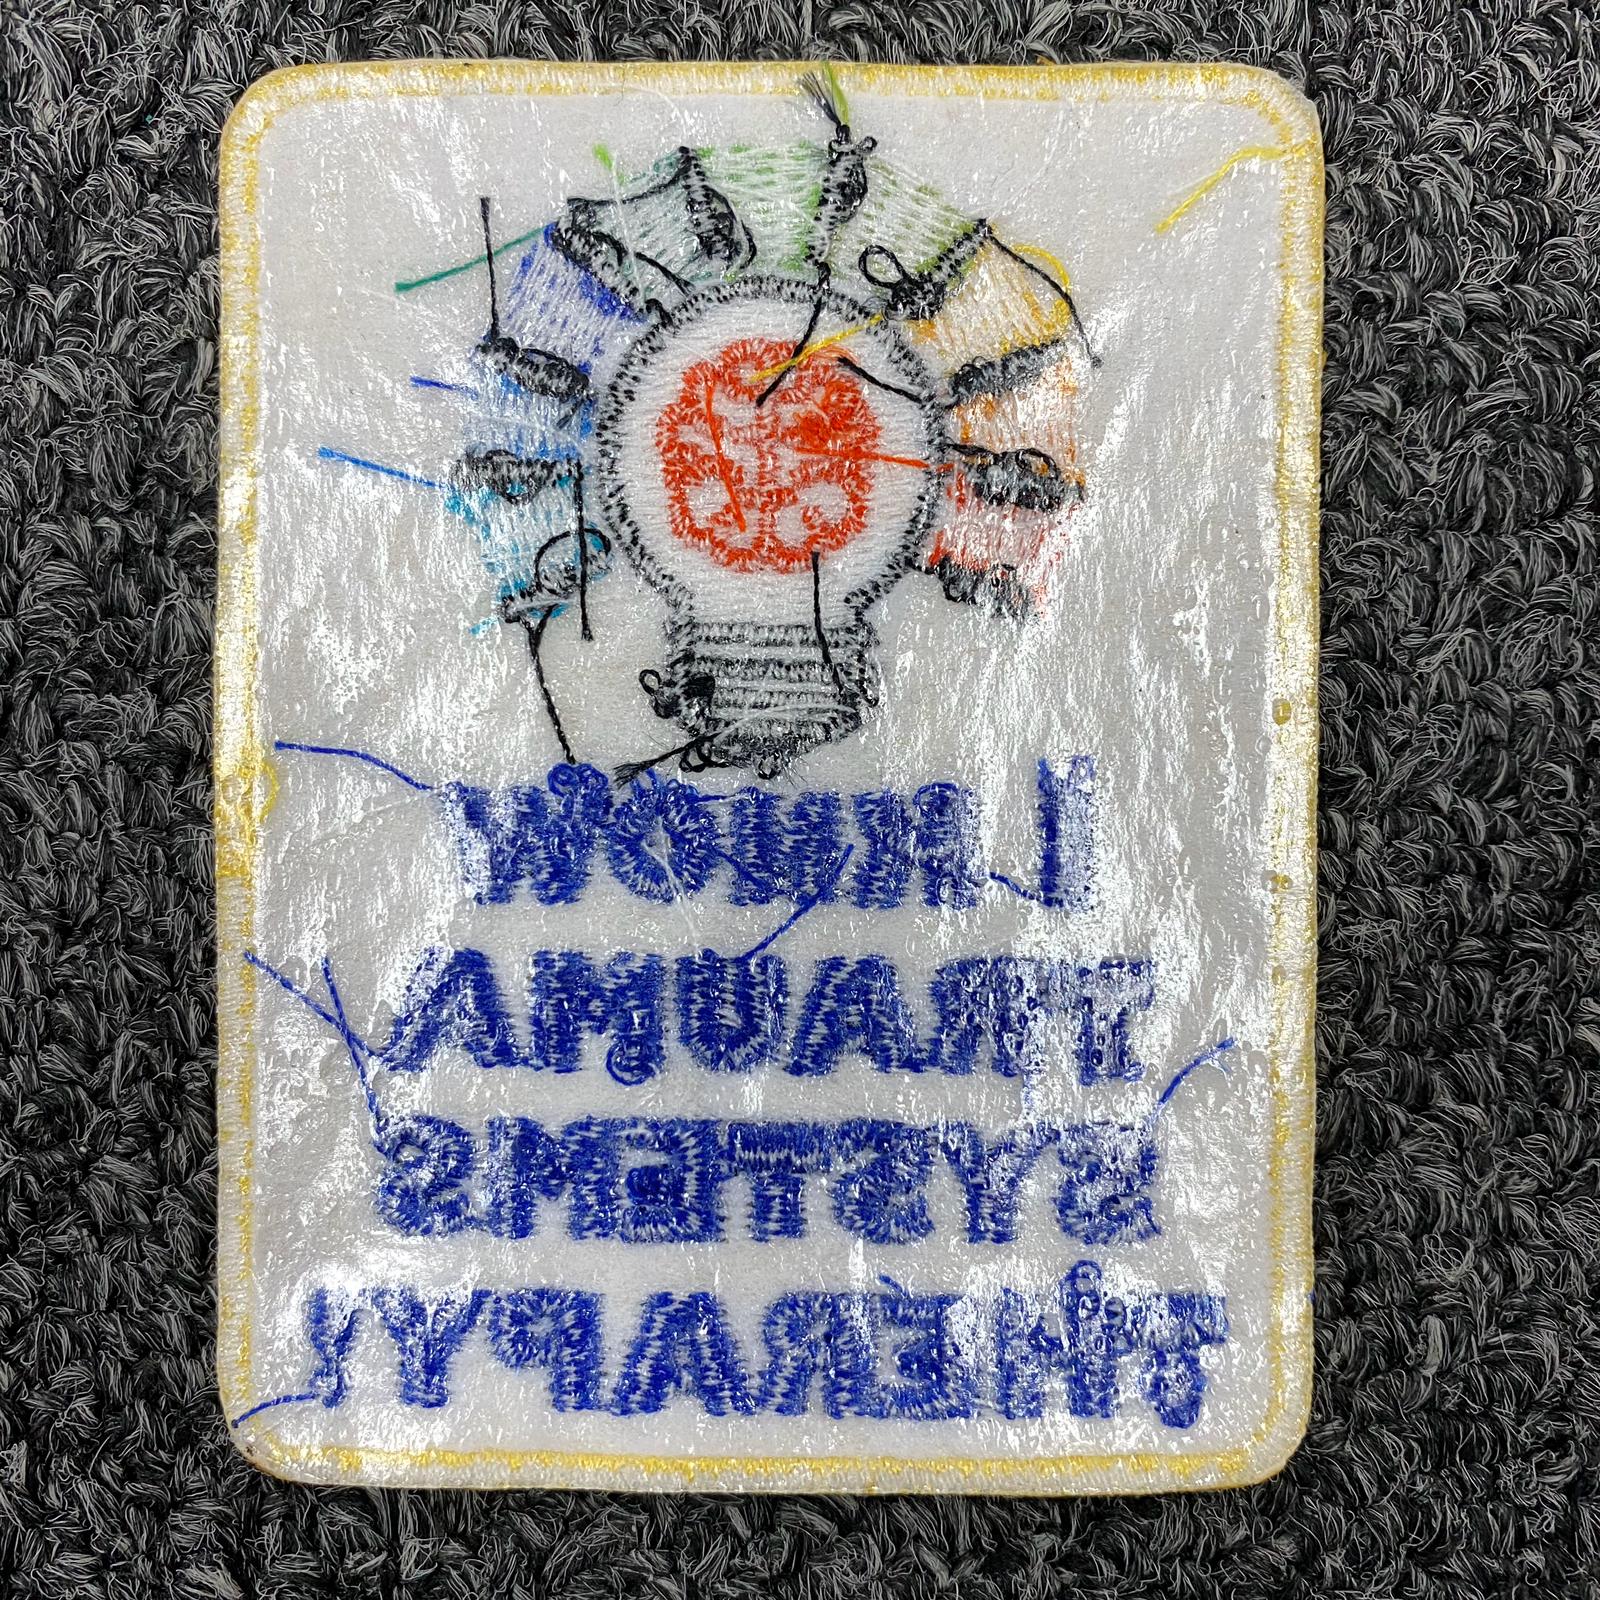 I KNOW
TRAUMA
SYSTEMS
THERAPY!